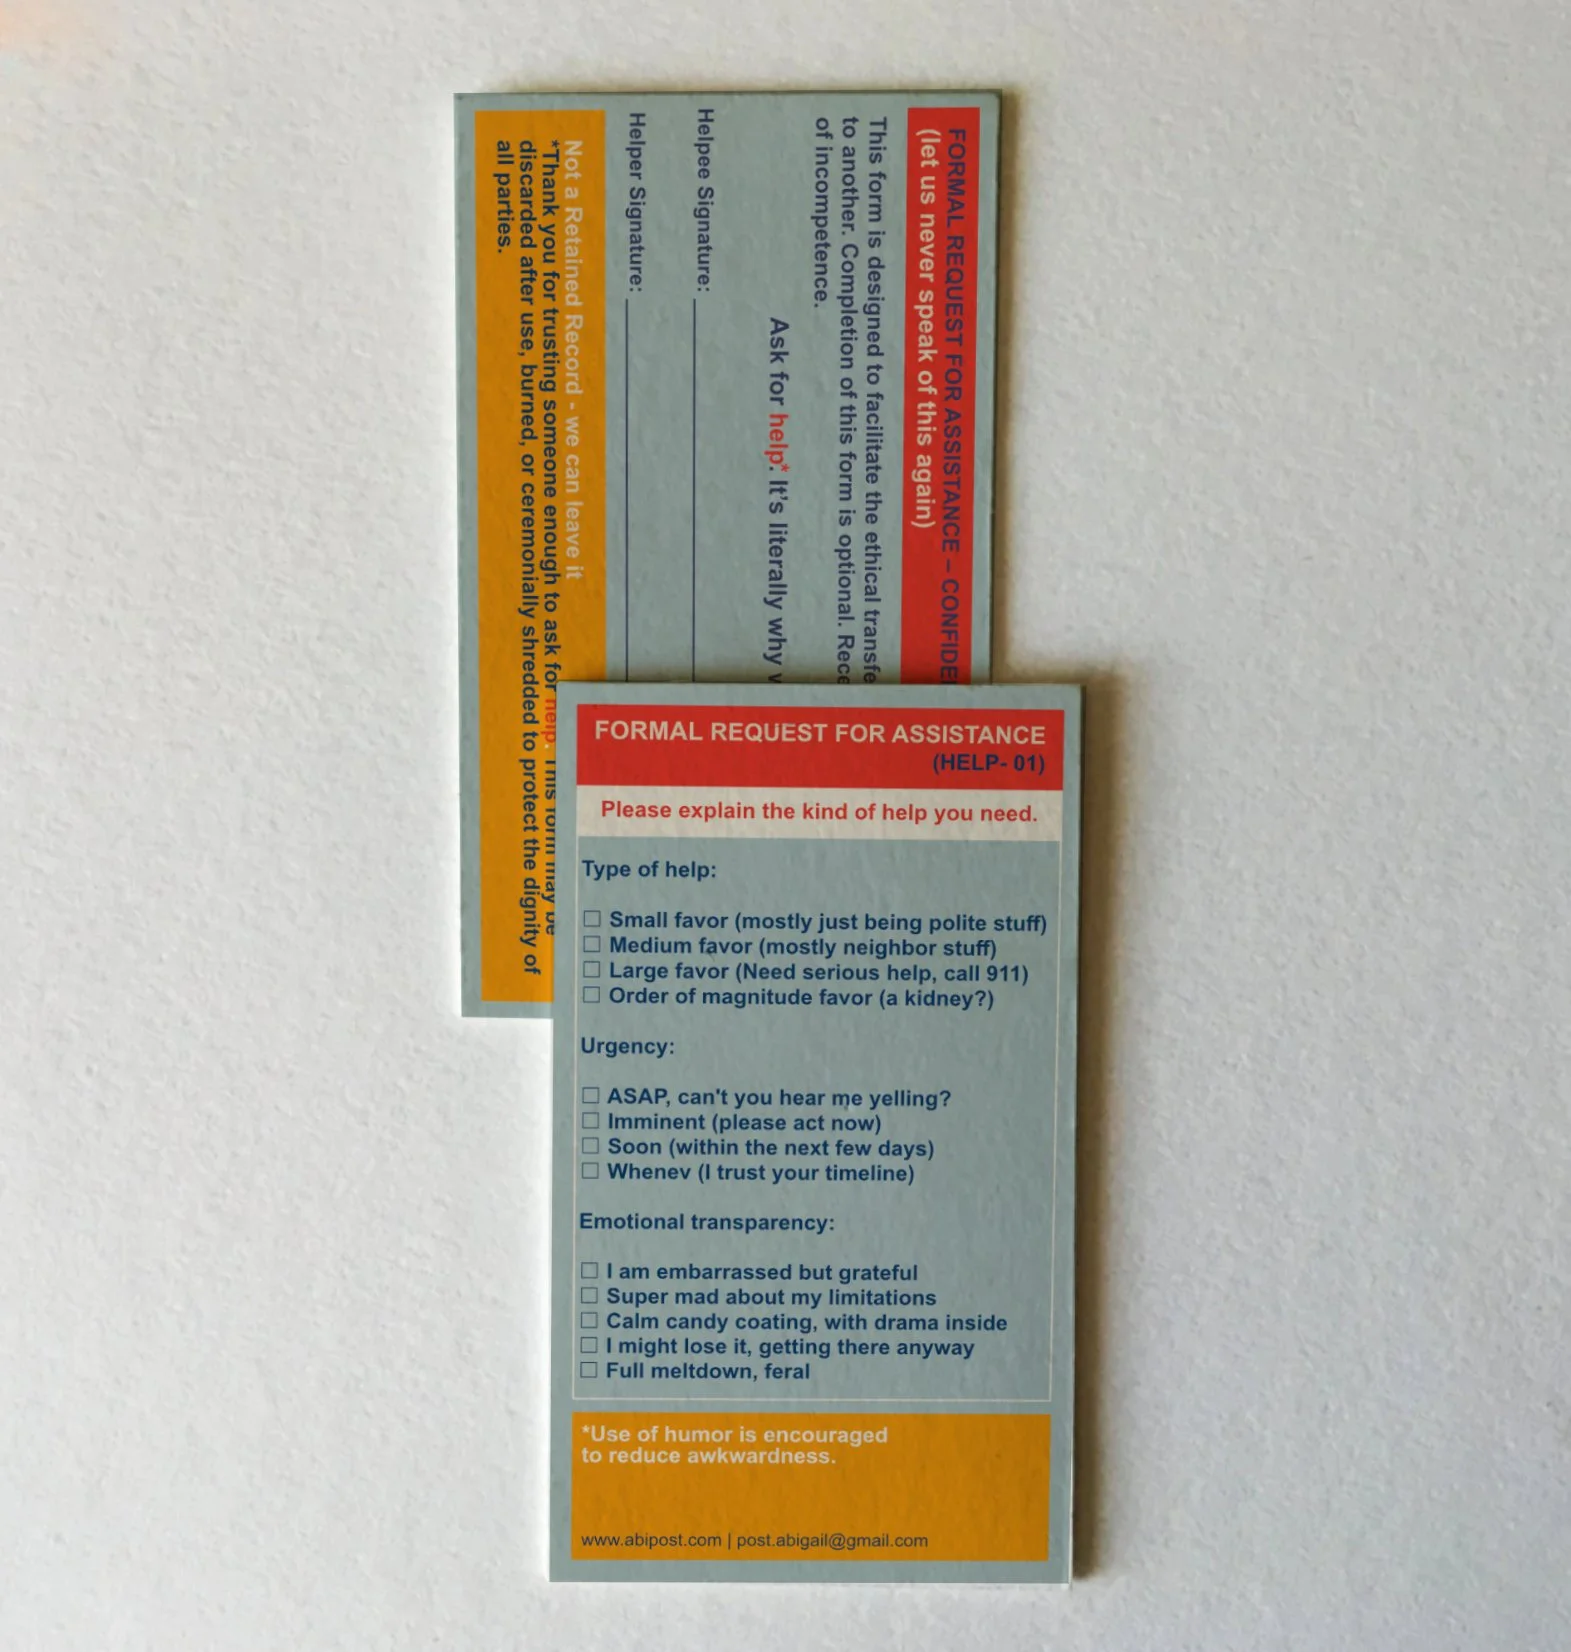 FORMAL REQUEST FOR ASSISTANCE – CONFIDE
(let us never speak of this again)
This form is designed to facilitate the ethical transfe
to another. Completion of this form is optional. Rece
of incompetence.
Ask for help*. It's literally why
Helpee Signature:
Helper Signature:
Not a Retained Record - we can leave it
*Thank you for trusting someone enough to ask for help. This form may be
discarded after use, burned, or ceremonially shredded to protect the dignity of
all parties.
FORMAL REQUEST FOR ASSISTANCE
(HELP- 01)
Please explain the kind of help you need.
Type of help:
☐ Small favor (mostly just being polite stuff)
☐ Medium favor (mostly neighbor stuff)
☐ Large favor (Need serious help, call 911)
☐ Order of magnitude favor (a kidney?)
Urgency:
☐ ASAP, can't you hear me yelling?
☐ Imminent (please act now)
☐ Soon (within the next few days)
☐ Whenev (I trust your timeline)
Emotional transparency:
☐ I am embarrassed but grateful
☐ Super mad about my limitations
☐ Calm candy coating, with drama inside
☐ I might lose it, getting there anyway
☐ Full meltdown, feral
*Use of humor is encouraged
to reduce awkwardness.
www.abipost.com | post.abigail@gmail.com